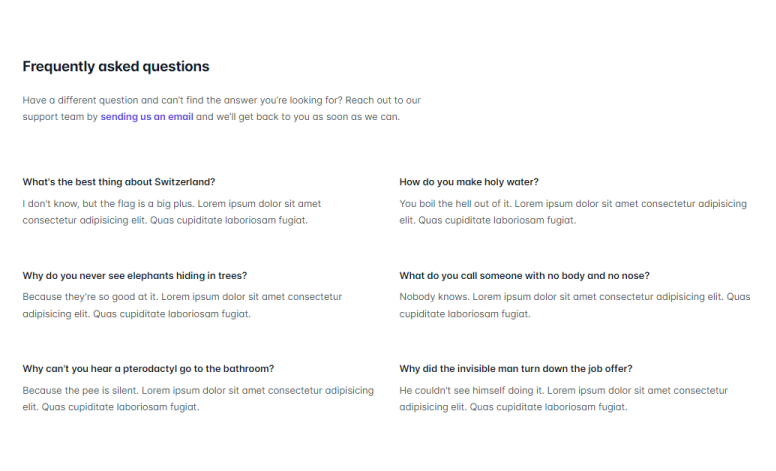 Frequently asked questions
Have a different question and can't find the answer you're looking for? Reach out to our
support team by sending us an email and we'll get back to you as soon as we can.
What's the best thing about Switzerland?
I don't know, but the flag is a big plus. Lorem ipsum dolor sit amet
consectetur adipisicing elit. Quas cupiditate laboriosam fugiat.
How do you make holy water?
You boil the hell out of it. Lorem ipsum dolor sit amet consectetur adipisicing
elit. Quas cupiditate laboriosam fugiat.
Why do you never see elephants hiding in trees?
Because they're so good at it. Lorem ipsum dolor sit amet consectetur
adipisicing elit. Quas cupiditate laboriosam fugiat.
What do you call someone with no body and no nose?
Nobody knows. Lorem ipsum dolor sit amet consectetur adipisicing elit. Quas
cupiditate laboriosam fugiat.
Why can't you hear a pterodactyl go to the bathroom?
Because the pee is silent. Lorem ipsum dolor sit amet consectetur adipisicing
elit. Quas cupiditate laboriosam fugiat.
Why did the invisible man turn down the job offer?
He couldn't see himself doing it. Lorem ipsum dolor sit amet consectetur
adipisicing elit. Quas cupiditate laboriosam fugiat.